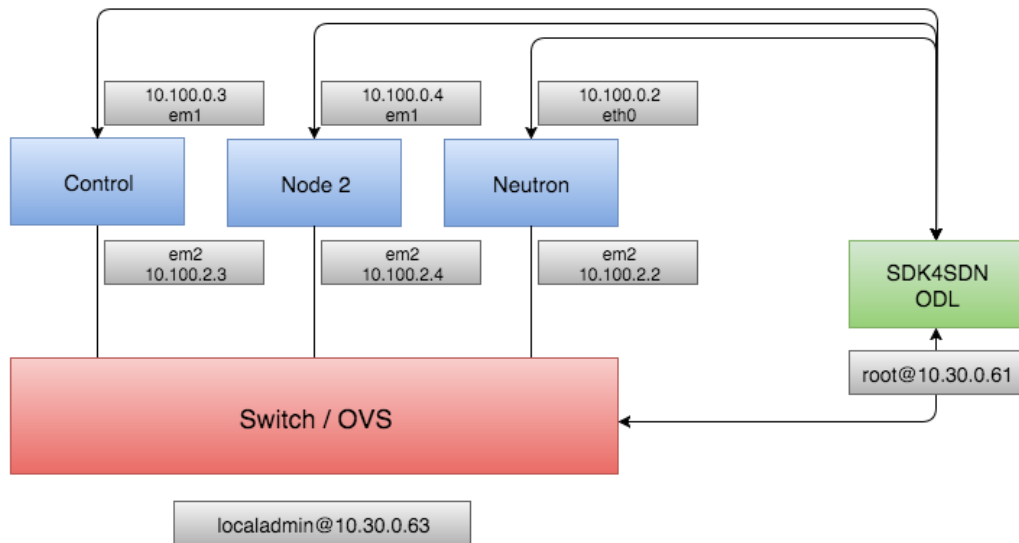 10.100.0.3
em1
10.100.0.4
em1
10.100.0.2
eth0
Control
Node 2
Neutron
em2
10.100.2.3
em2
10.100.2.4
em2
10.100.2.2
SDK4SDN
ODL
root@10.30.0.61
Switch / OVS
localadmin@10.30.0.63